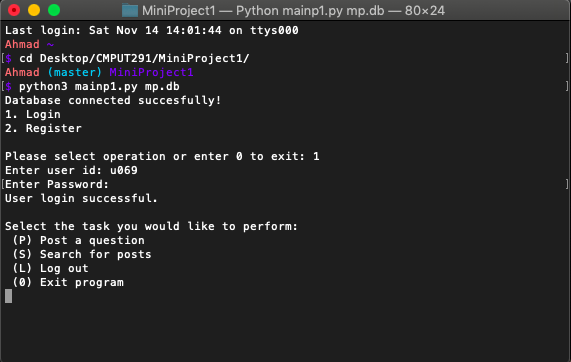 MiniProject1 — Python mainp1.py mp.db — 80×24
Last login: Sat Nov 14 14:01:44 on ttys000
Ahmad ~
[$ cd Desktop/CMPUT291/MiniProject1/ ]
Ahmad (master) MiniProject1
[$ python3 mainp1.py mp.db ]
Database connected succesfully!
1. Login
2. Register
Please select operation or enter 0 to exit: 1
Enter user id: u069
[Enter Password: ]
User login successful.
Select the task you would like to perform:
(P) Post a question
(S) Search for posts
(L) Log out
(0) Exit program